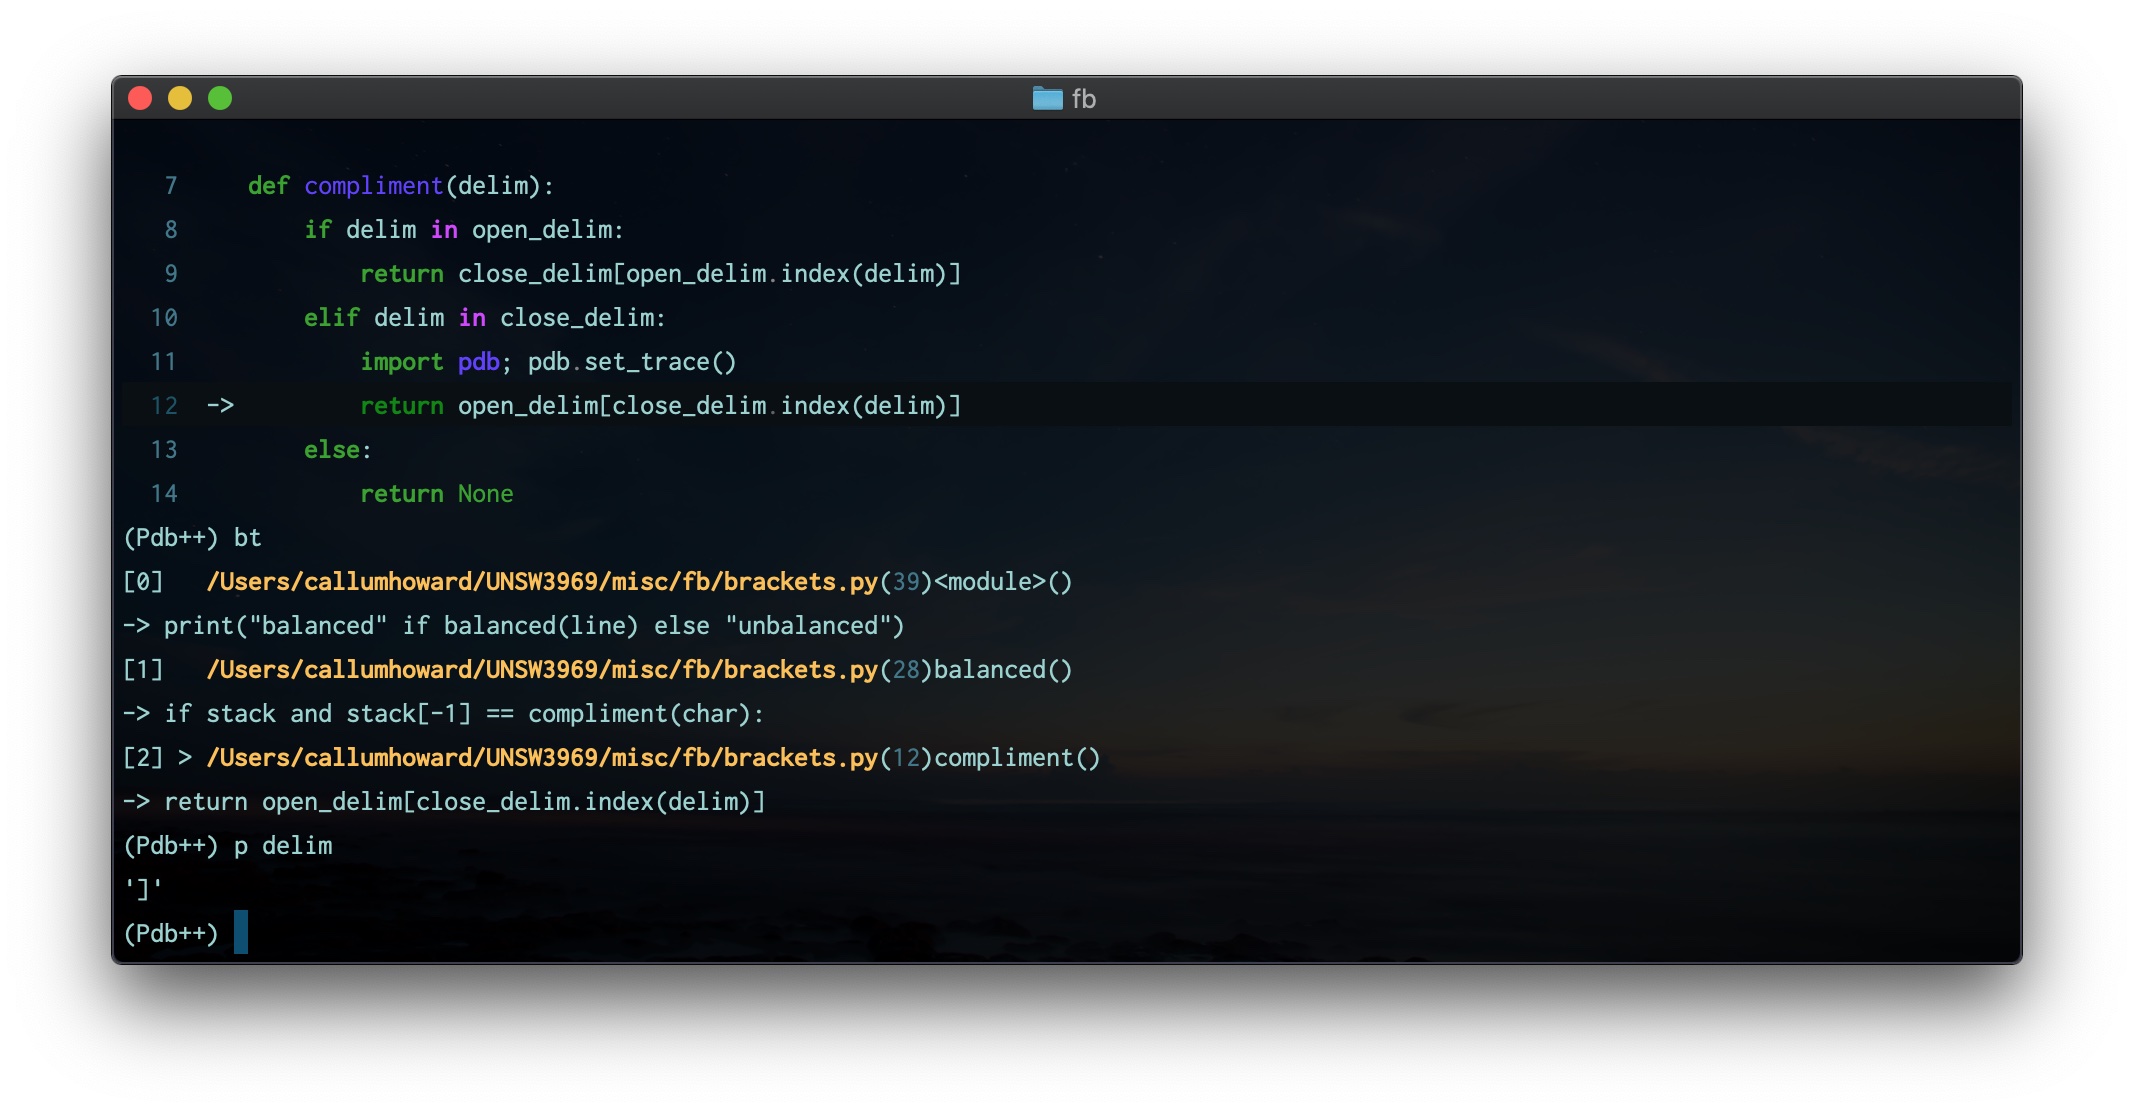 fb
7     def compliment(delim):
8         if delim in open_delim:
9             return close_delim[open_delim.index(delim)]
10         elif delim in close_delim:
11             import pdb; pdb.set_trace()
12  ->         return open_delim[close_delim.index(delim)]
13         else:
14             return None
(Pdb++) bt
[0]   /Users/callumhoward/UNSW3969/misc/fb/brackets.py(39)<module>()
-> print("balanced" if balanced(line) else "unbalanced")
[1]   /Users/callumhoward/UNSW3969/misc/fb/brackets.py(28)balanced()
-> if stack and stack[-1] == compliment(char):
[2] > /Users/callumhoward/UNSW3969/misc/fb/brackets.py(12)compliment()
-> return open_delim[close_delim.index(delim)]
(Pdb++) p delim
']'
(Pdb++)